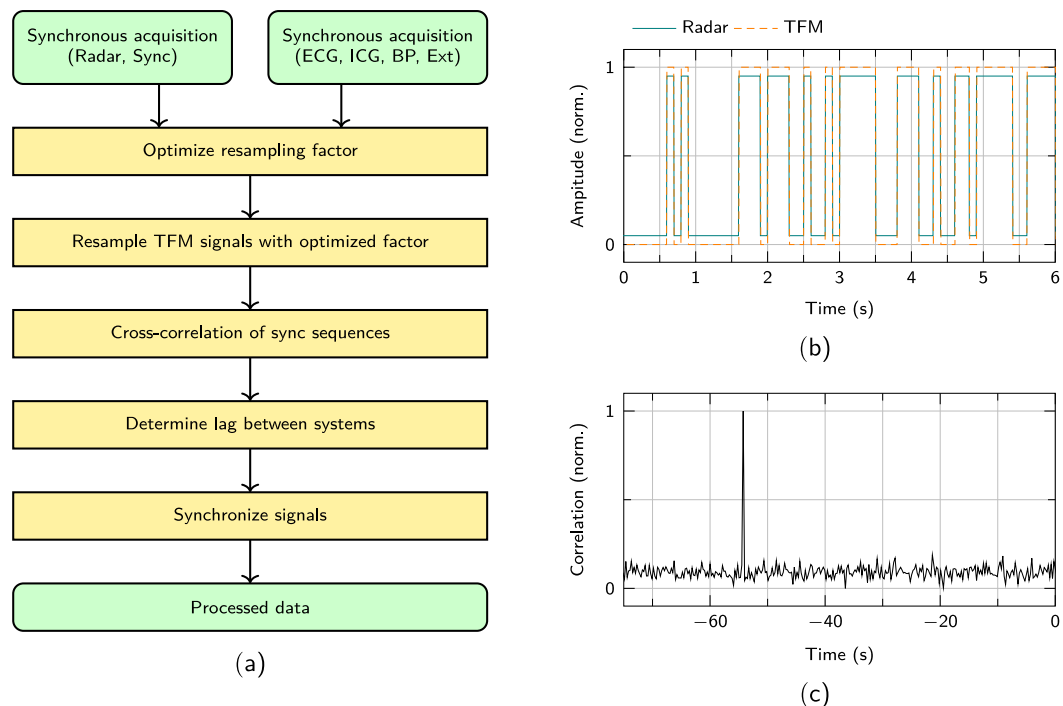 Synchronous acquisition
(Radar, Sync)
Synchronous acquisition
(ECG, ICG, BP, Ext)
Optimize resampling factor
Resample TFM signals with optimized factor
Cross-correlation of sync sequences
Determine lag between systems
Synchronize signals
Processed data
(a)
Radar
TFM
1
0
Ampitude (norm.)
0 1 2 3 4 5 6
Time (s)
(b)
1
0
Correlation (norm.)
−60 −40 −20 0
Time (s)
(c)